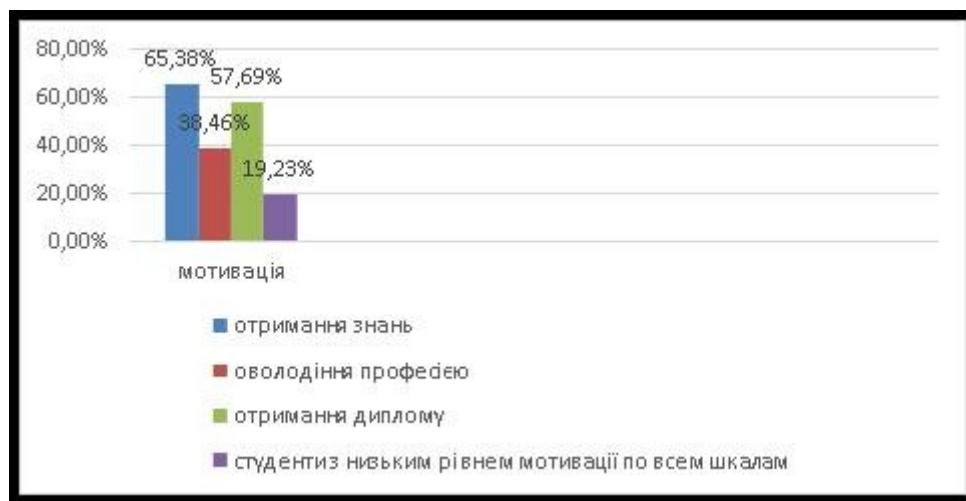 80,00%
65,38%
57,69%
60,00%
38,46%
40,00%
19,23%
20,00%
0,00%
мотивація
отримання знань
оволодіння професією
отримання диплому
студенти з низьким рівнем мотивації по всем шкалам